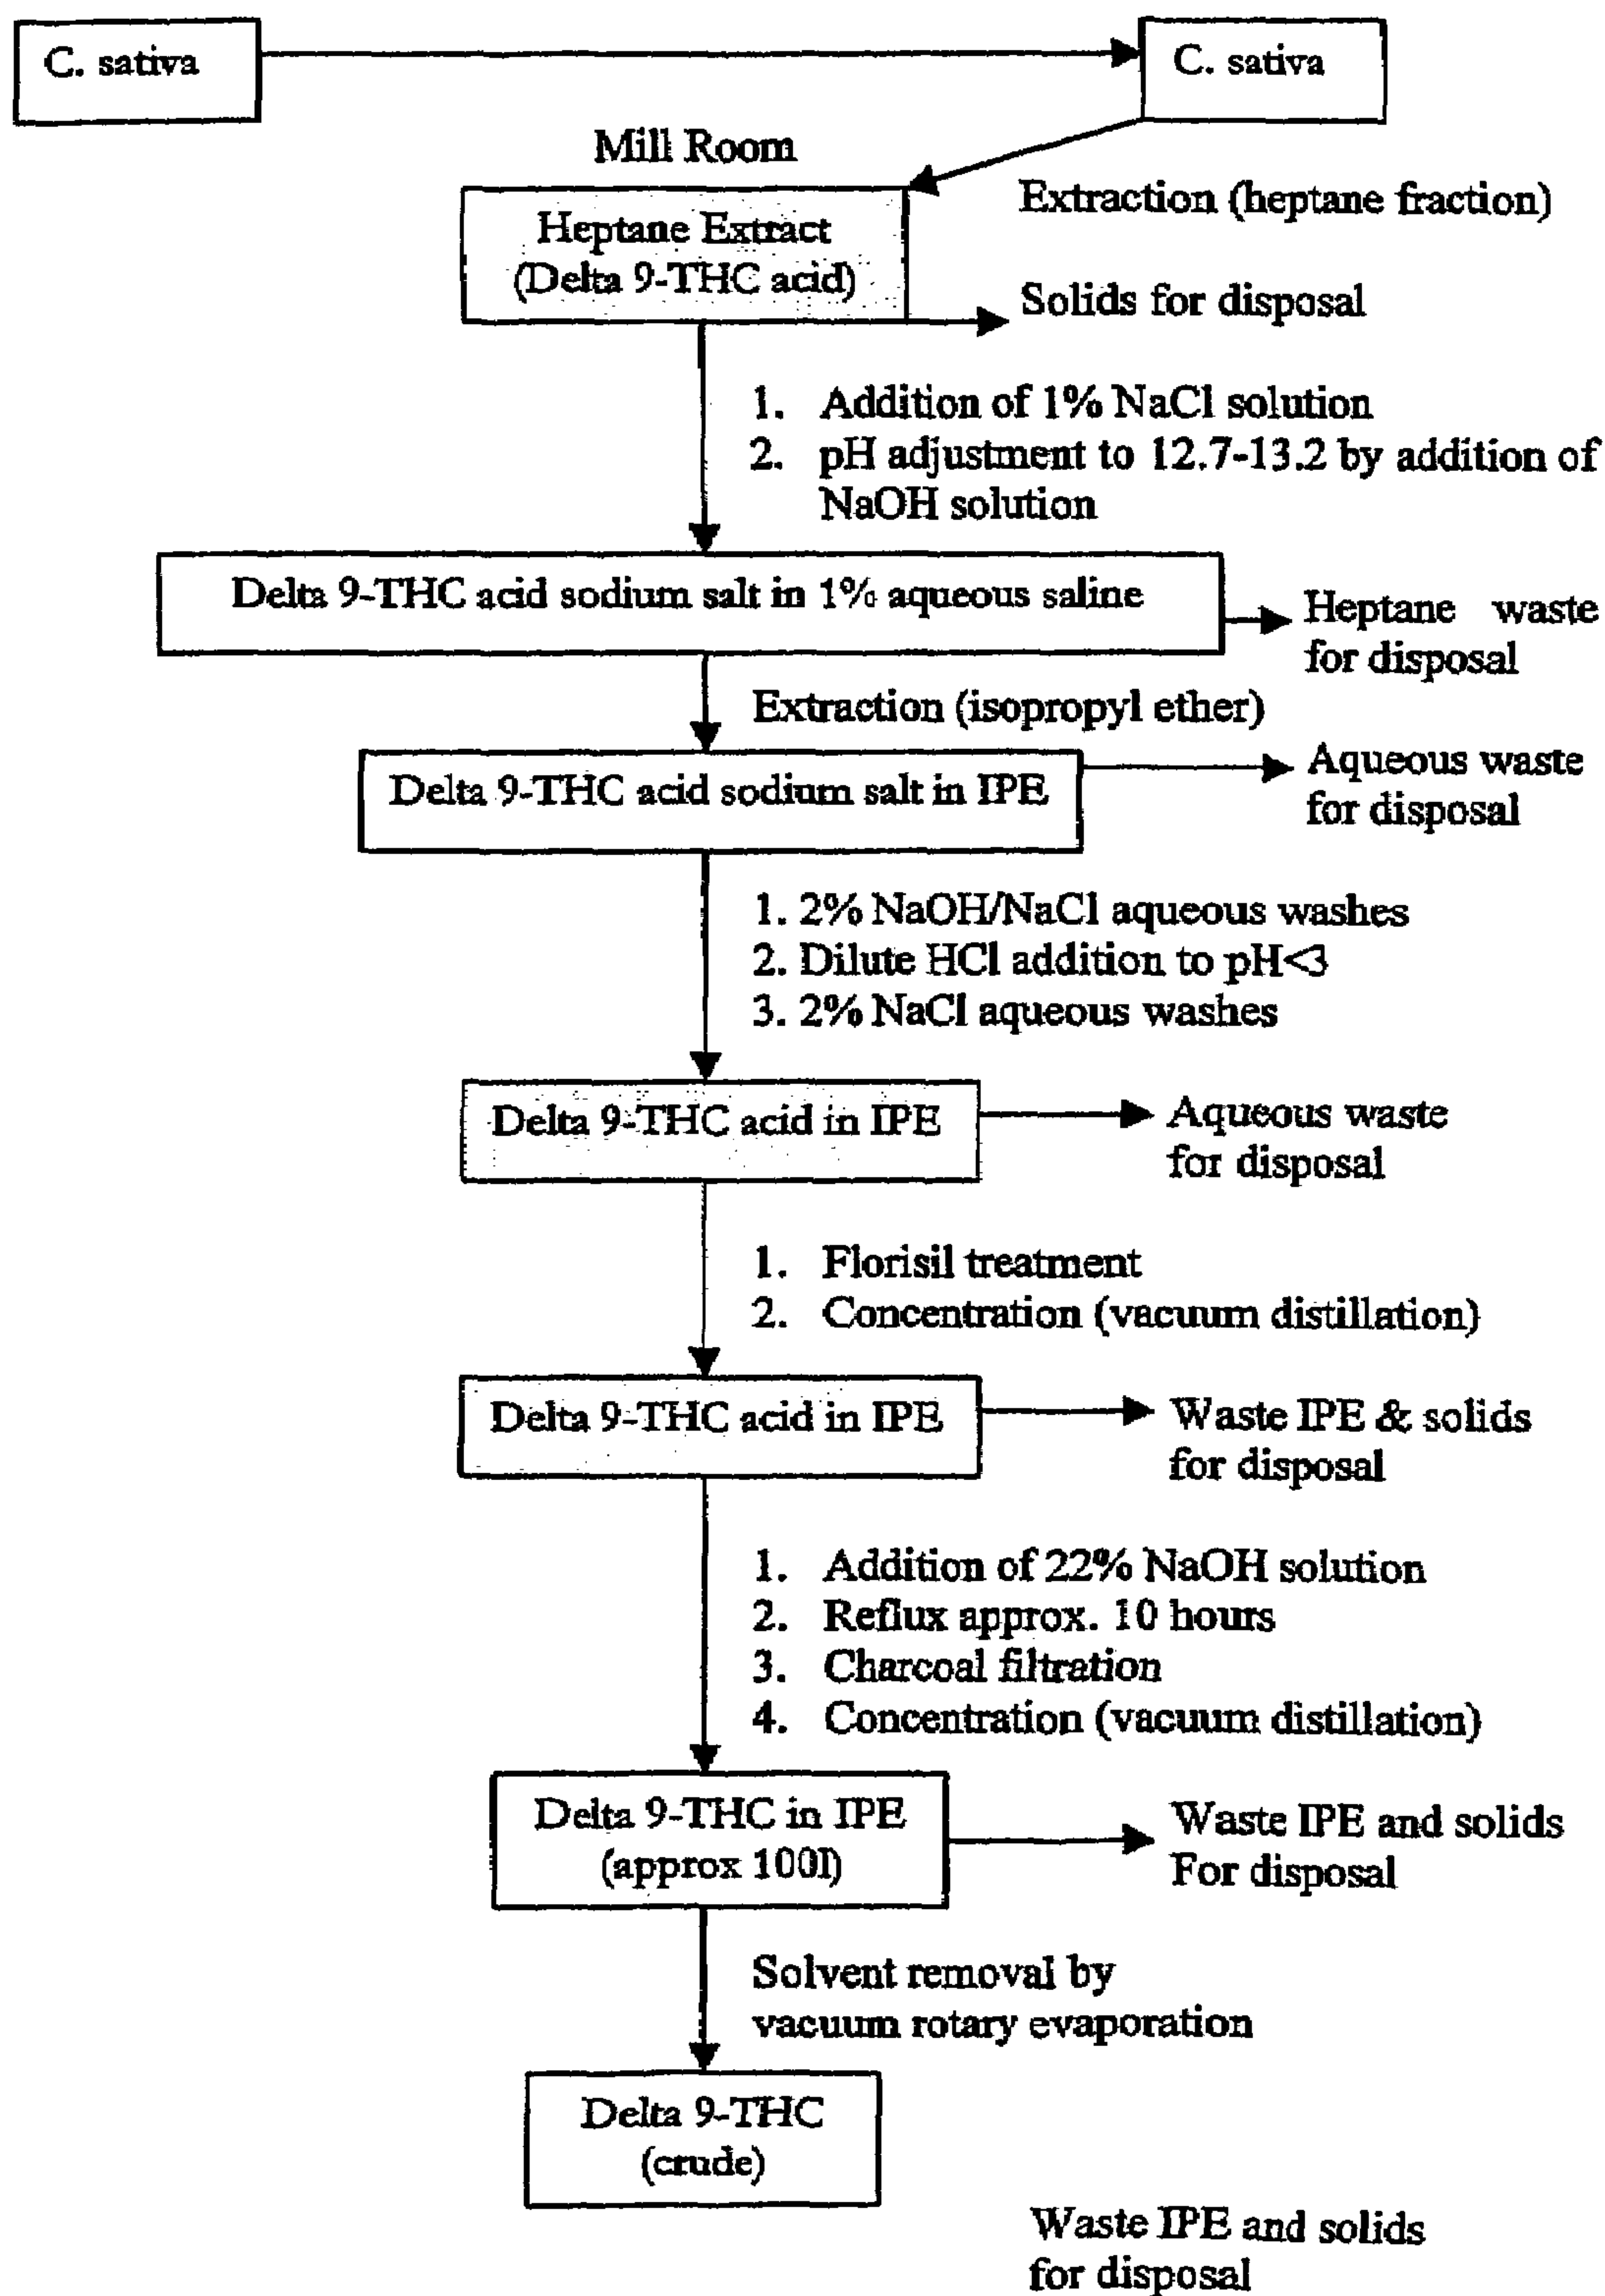 C. sativa
C. sativa
Mill Room
Extraction (heptane fraction)
Heptane Extract
(Delta 9-THC acid)
Solids for disposal
1. Addition of 1% NaCl solution
2. pH adjustment to 12.7-13.2 by addition of
NaOH solution
Delta 9-THC acid sodium salt in 1% aqueous saline
Heptane waste
for disposal
Extraction (isopropyl ether)
Delta 9-THC acid sodium salt in IPE
Aqueous waste
for disposal
1. 2% NaOH/NaCl aqueous washes
2. Dilute HCl addition to pH<3
3. 2% NaCl aqueous washes
Delta 9-THC acid in IPE
Aqueous waste
for disposal
1. Florisil treatment
2. Concentration (vacuum distillation)
Delta 9-THC acid in IPE
Waste IPE & solids
for disposal
1. Addition of 22% NaOH solution
2. Reflux approx. 10 hours
3. Charcoal filtration
4. Concentration (vacuum distillation)
Delta 9-THC in IPE
(approx 100l)
Waste IPE and solids
For disposal
Solvent removal by
vacuum rotary evaporation
Delta 9-THC
(crude)
Waste IPE and solids
for disposal